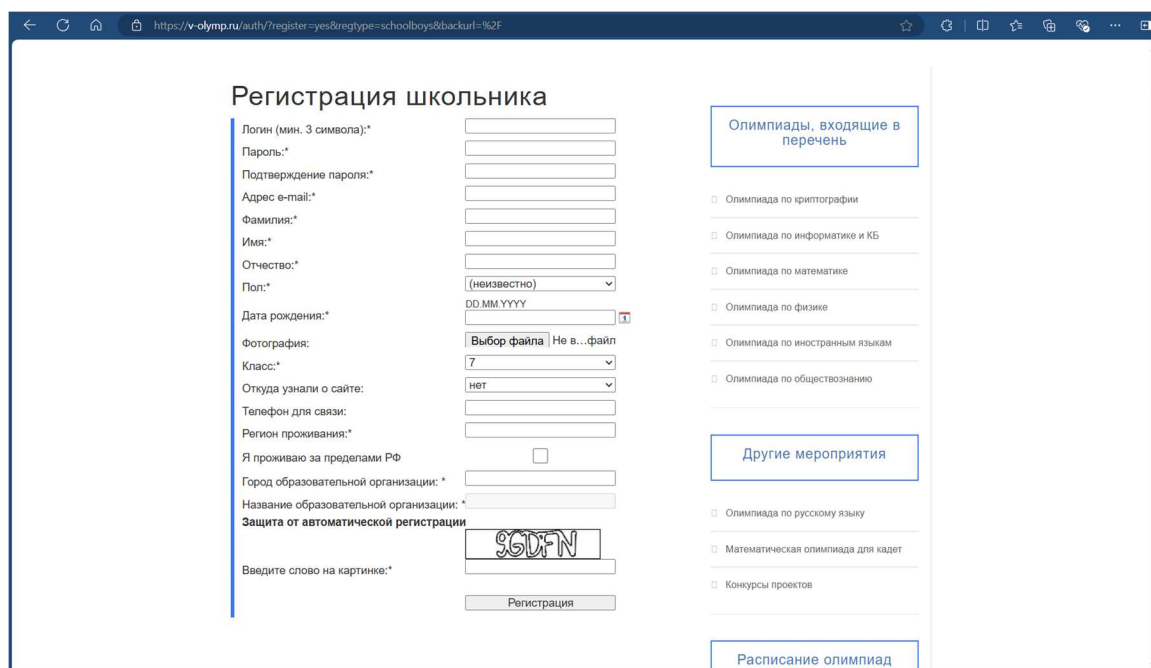 https://v-olymp.ru/auth/?register=yes&regtype=schoolboys&backurl=%2F
Регистрация школьника
Логин (мин. 3 символа):*
Пароль:*
Подтверждение пароля:*
Адрес e-mail:*
Фамилия:*
Имя:*
Отчество:*
Пол:* (неизвестно)
DD.MM.YYYY
Дата рождения:* 1
Фотография: Выбор файла Не в...файл
Класс:* 7
Откуда узнали о сайте: нет
Телефон для связи:
Регион проживания:*
Я проживаю за пределами РФ
Город образовательной организации: *
Название образовательной организации: *
Защита от автоматической регистрации
9GDFN
Введите слово на картинке:*
Регистрация
Олимпиады, входящие в
перечень
Олимпиада по криптографии
Олимпиада по информатике и КБ
Олимпиада по математике
Олимпиада по физике
Олимпиада по иностранным языкам
Олимпиада по обществознанию
Другие мероприятия
Олимпиада по русскому языку
Математическая олимпиада для кадет
Конкурсы проектов
Расписание олимпиад